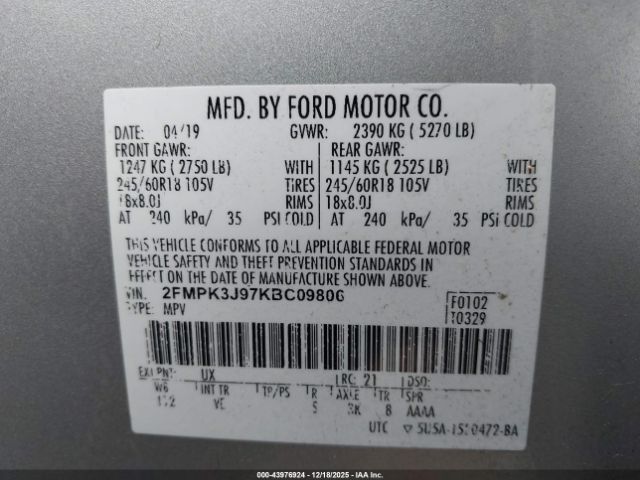 MFD. BY FORD MOTOR CO.
DATE: 04/19 GVWR: 2390 KG ( 5270 LB)
FRONT GAWR: REAR GAWR:
1247 KG ( 2750 LB) WITH 1145 KG ( 2525 LB) WITH
245/60R18 105V TIRES 245/60R18 105V TIRES
18x8.0J RIMS 18x8.0J RIMS
AT 240 kPa/ 35 PSI COLD AT 240 kPa/ 35 PSI COLD
THIS VEHICLE CONFORMS TO ALL APPLICABLE FEDERAL MOTOR
VEHICLE SAFETY AND THEFT PREVENTION STANDARDS IN
EFFECT ON THE DATE OF MANUFACTURE SHOWN ABOVE.
VIN: 2FMPK3J97KBC09806 F0102
TYPE: MPV T0329
EXT PNT: UX RC: 21 DSO:
WB INT TR TP/PS R AXLE TR SPR
VE 8 AAAA
UTC
000-43976924 | 12/18/2025 - IAA Inc.